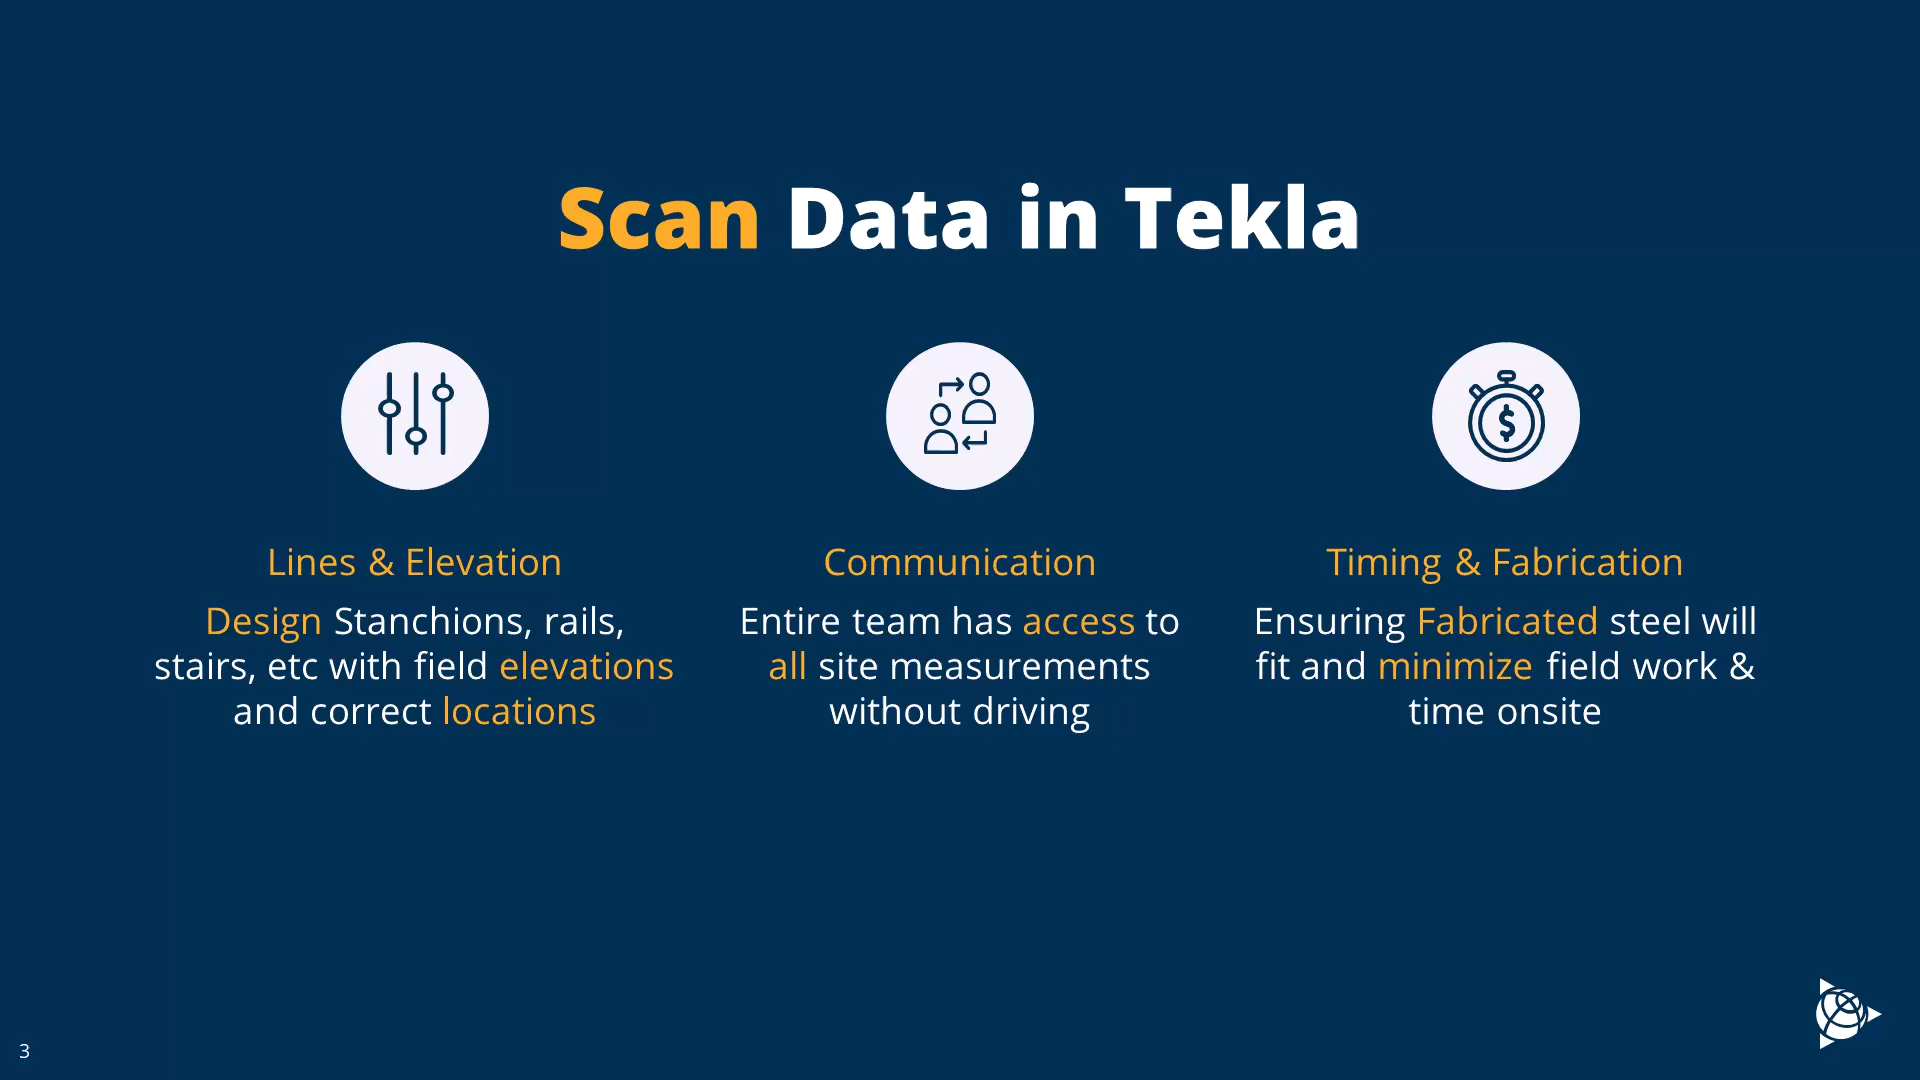 Scan Data in Tekla
Lines & Elevation
Design Stanchions, rails,
stairs, etc with field elevations
and correct locations
Communication
Entire team has access to
all site measurements
without driving
Timing & Fabrication
Ensuring Fabricated steel will
fit and minimize field work &
time onsite
$
3